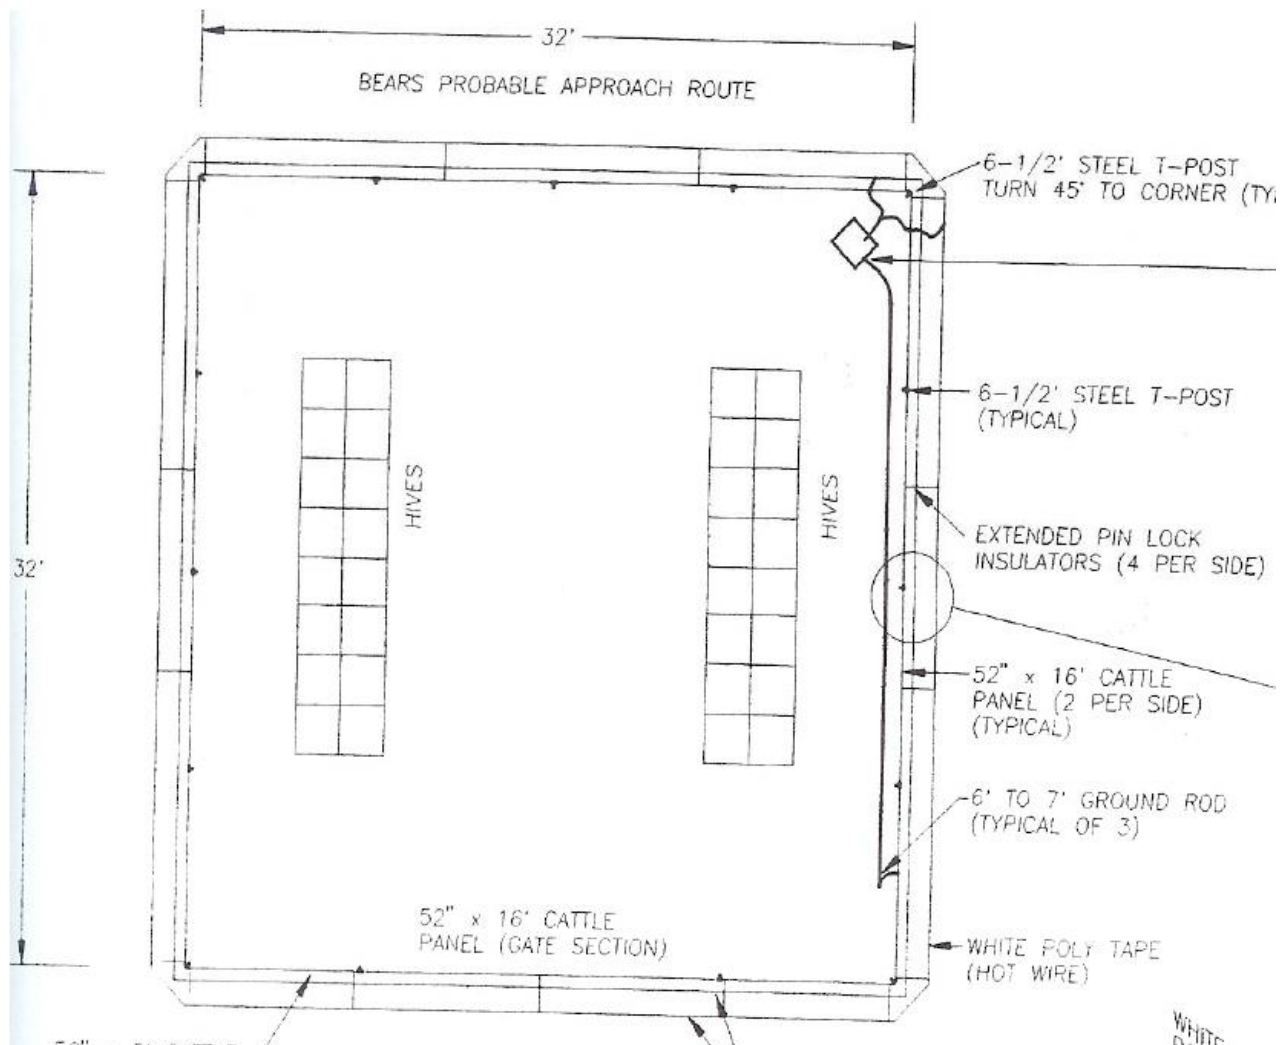 32'
BEARS PROBABLE APPROACH ROUTE
6-1/2' STEEL T-POST
TURN 45° TO CORNER (TY
6-1/2' STEEL T-POST
(TYPICAL)
HIVES
HIVES
EXTENDED PIN LOCK
INSULATORS (4 PER SIDE)
32'
52" x 16' CATTLE
PANEL (2 PER SIDE)
(TYPICAL)
6' TO 7' GROUND ROD
(TYPICAL OF 3)
52" x 16' CATTLE
PANEL (GATE SECTION)
WHITE POLY TAPE
(HOT WIRE)
WHITE